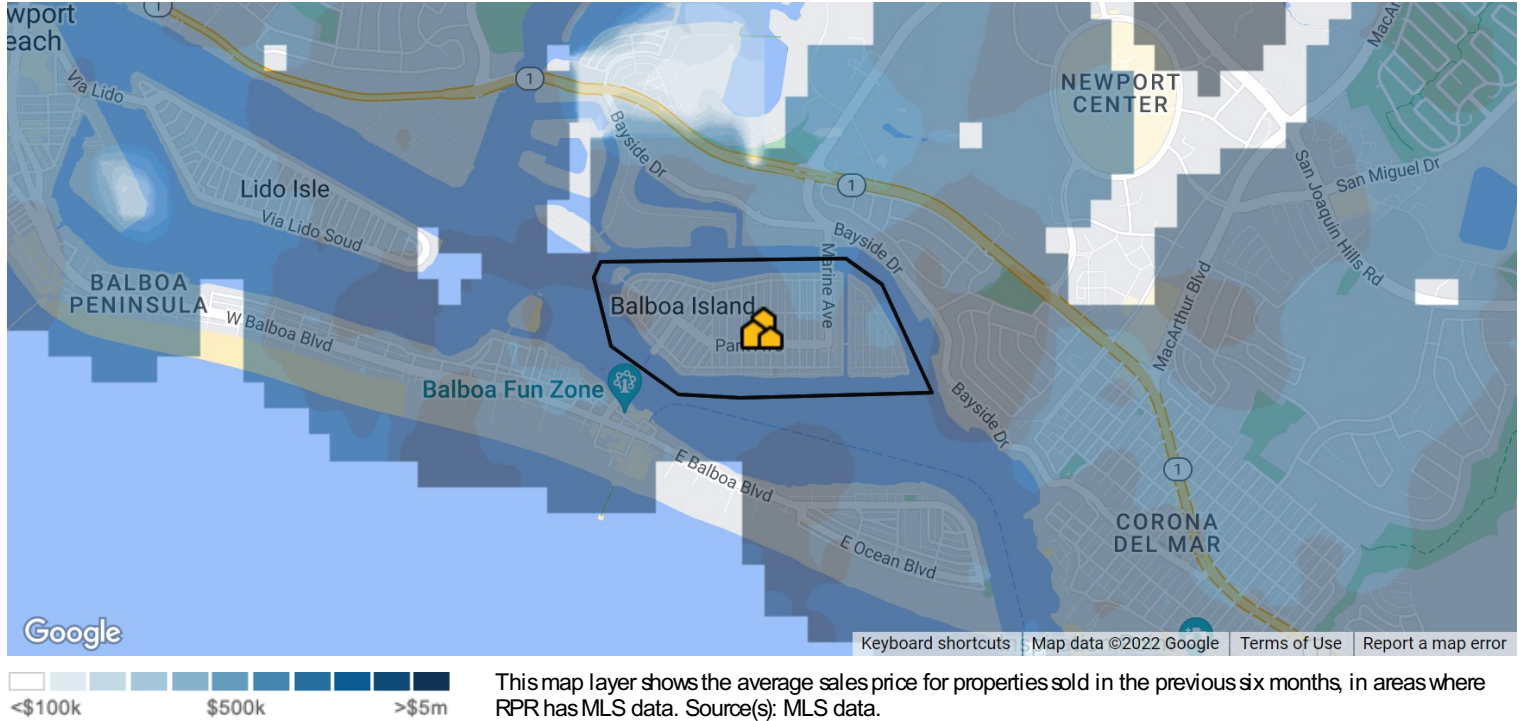 wport
each
1
Via Lido
1
Bayside Dr
NEWPORT
CENTER
MacAr
Lido Isle
1
San Joaquin Hills Rd
San Miguel Dr
Via Lido Soud
Bayside Dr
Marine Ave
BALBOA
PENINSULA
Balboa Island
MacArthur Blvd
W Balboa Blvd
Balboa Fun Zone
Bayside Dr
E Balboa Blvd
1
CORONA
DEL MAR
E Ocean Blvd
Google
Keyboard shortcuts Map data ©2022 Google Terms of Use Report a map error
<$100k $500k >$5m
This map layer shows the average sales price for properties sold in the previous six months, in areas where
RPR has MLS data. Source(s): MLS data.